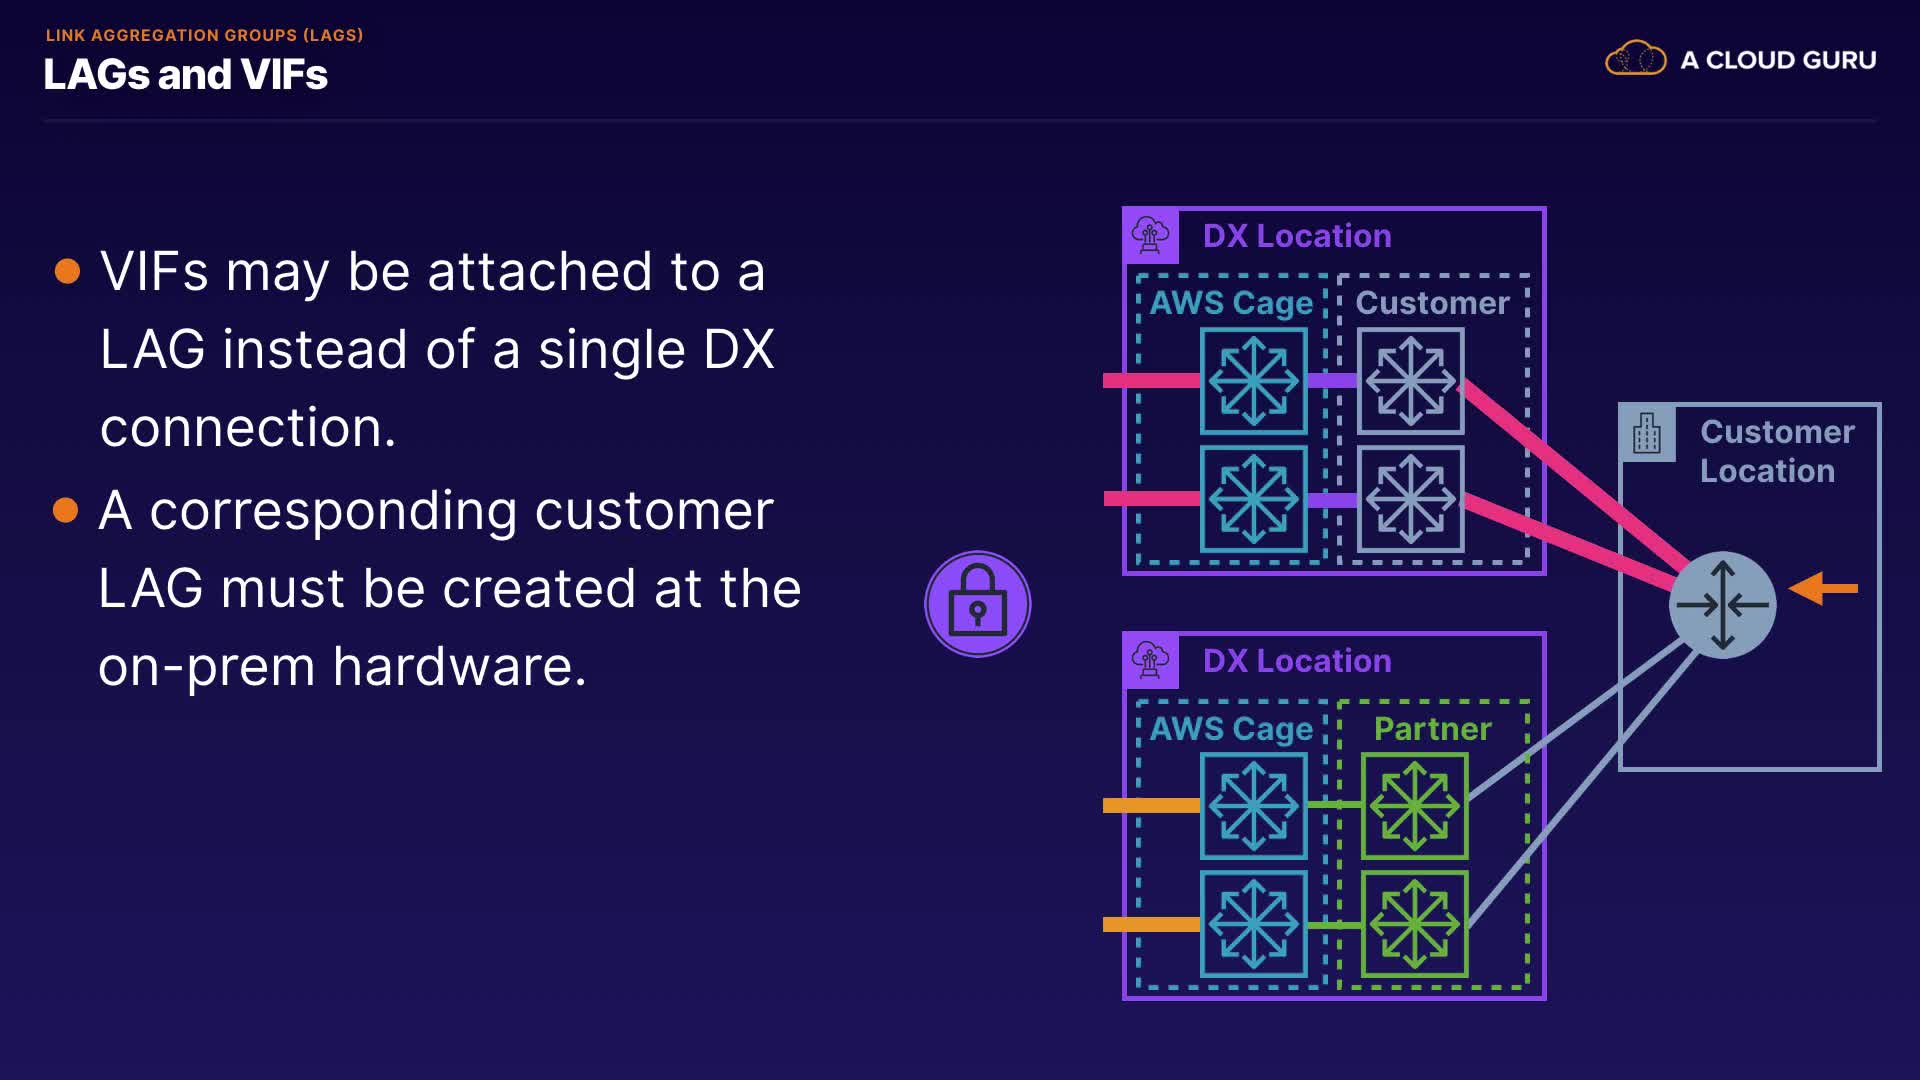 LINK AGGREGATION GROUPS (LAGS)
LAGs and VIFs
A CLOUD GURU
VIFs may be attached to a
LAG instead of a single DX
connection.
A corresponding customer
LAG must be created at the
on-prem hardware.
DX Location
AWS Cage
Customer
Customer
Location
DX Location
AWS Cage
Partner